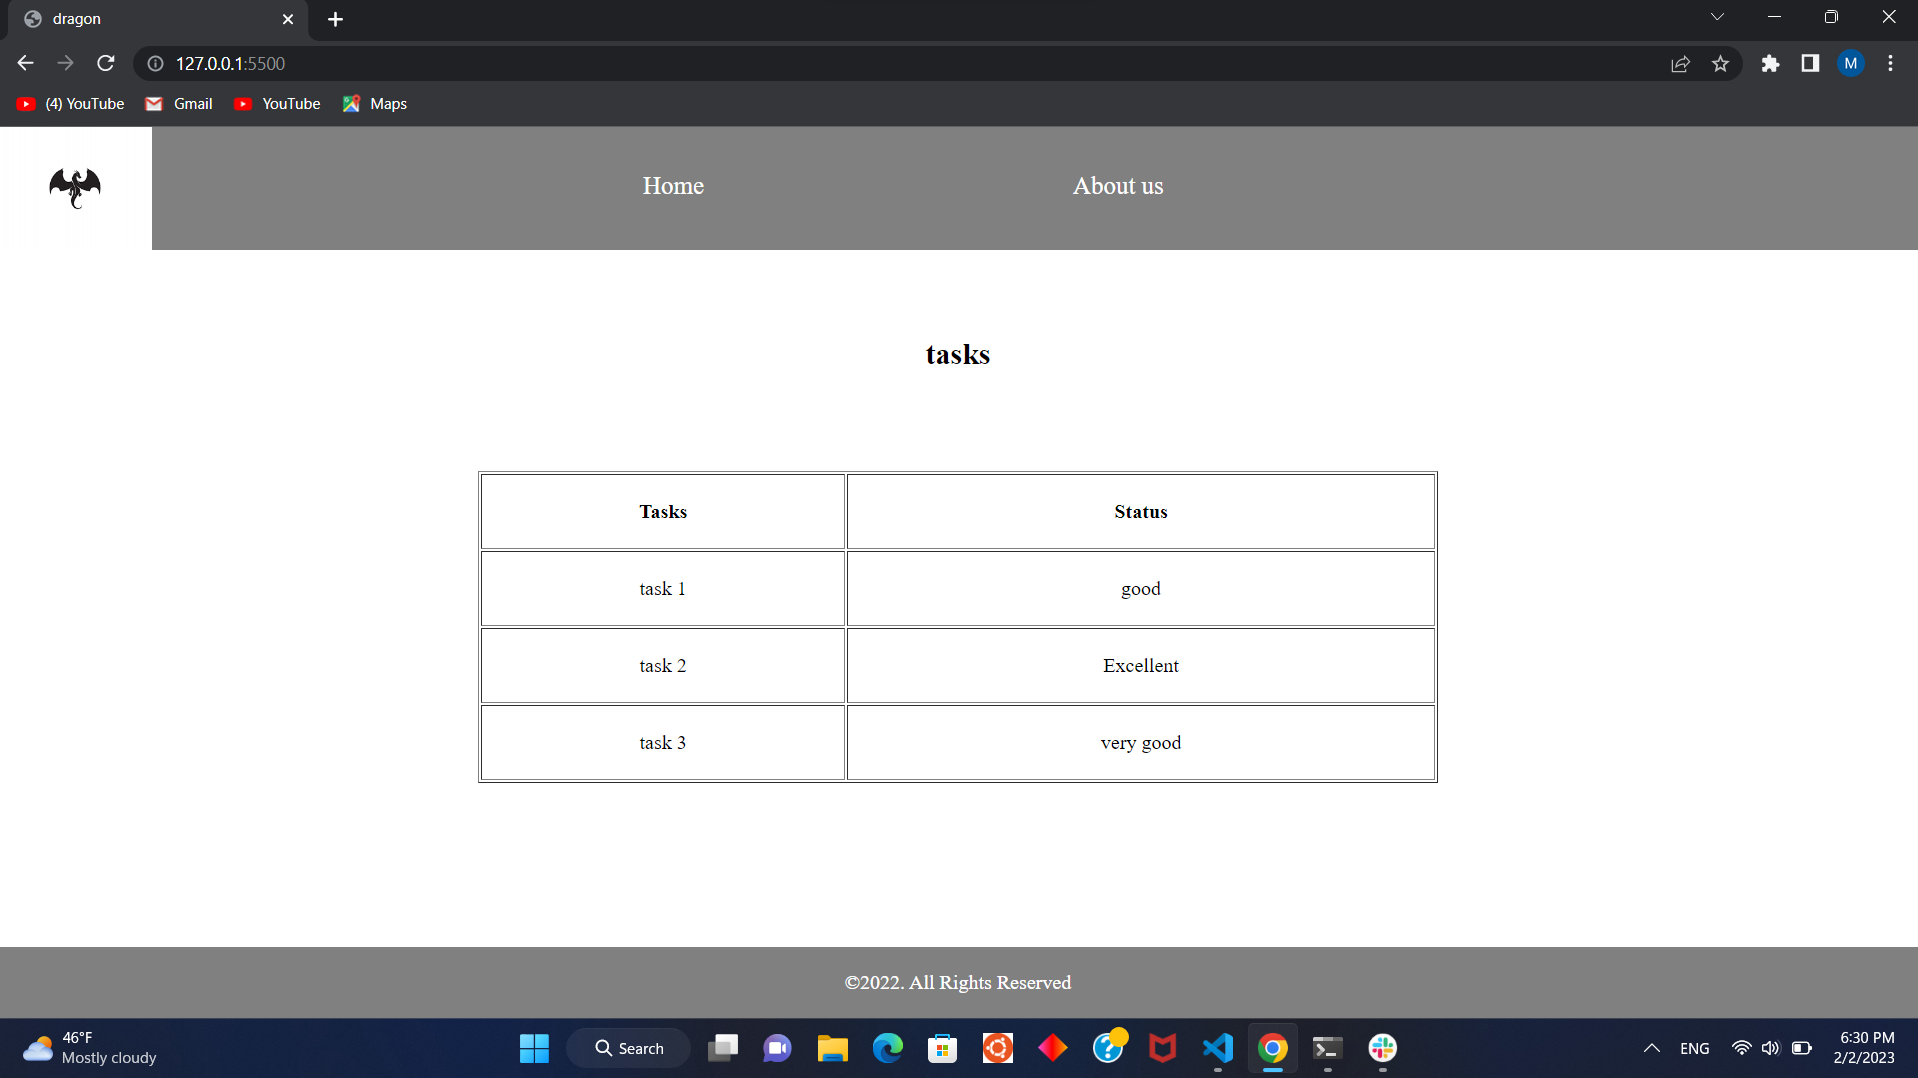 dragon
127.0.0.1:5500
M
(4) YouTube Gmail YouTube Maps
Home About us
tasks
Tasks Status
task 1 good
task 2 Excellent
task 3 very good
©2022. All Rights Reserved
46°F
Mostly cloudy
Search
ENG
6:30 PM
2/2/2023